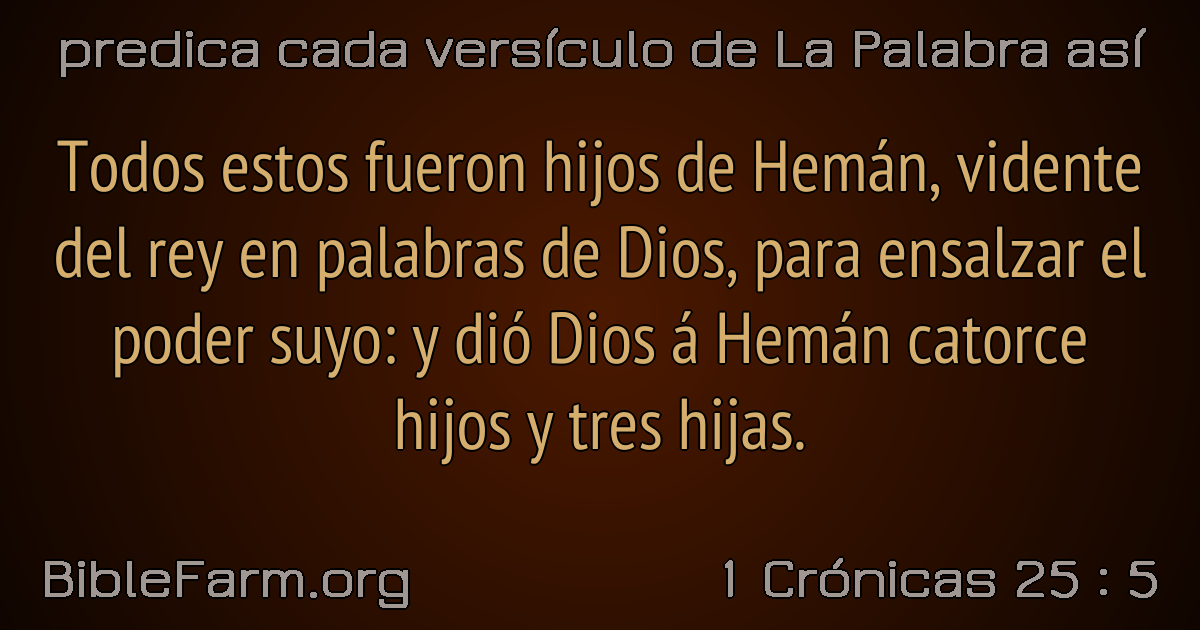 predica cada versículo de La Palabra así
Todos estos fueron hijos de Hemán, vidente
del rey en palabras de Dios, para ensalzar el
poder suyo: y dió Dios á Hemán catorce
hijos y tres hijas.
BibleFarm.org
1 Crónicas 25 : 5